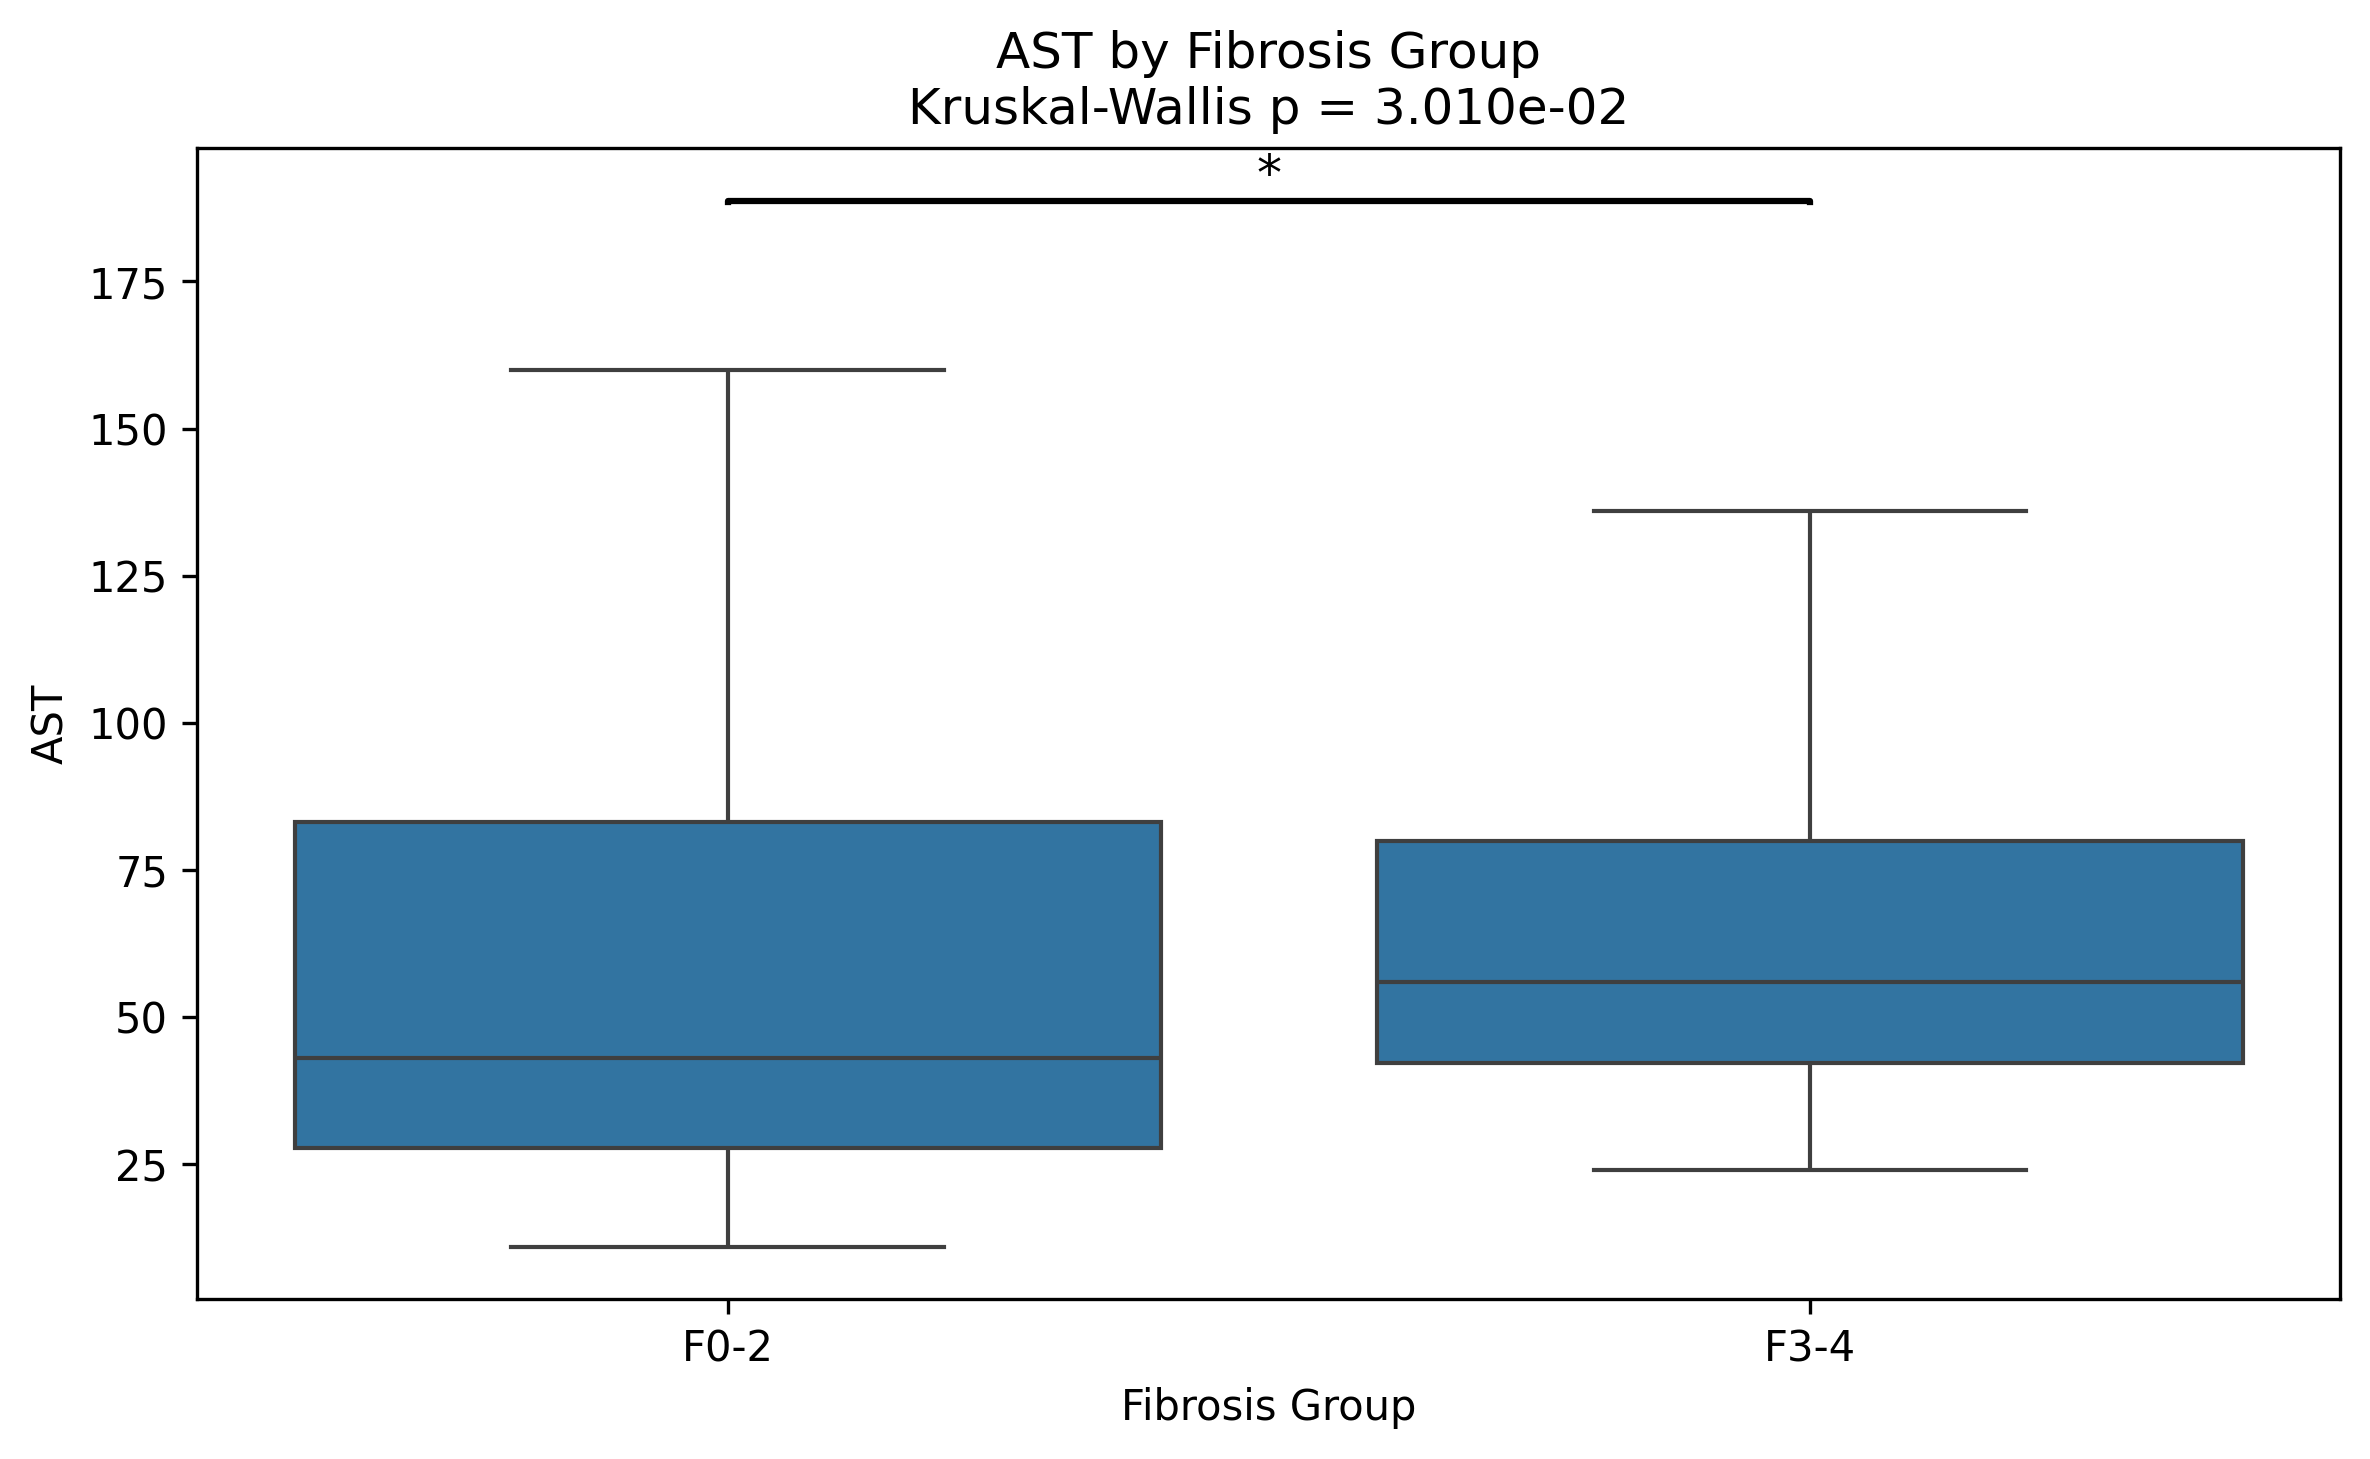 AST by Fibrosis Group
Kruskal-Wallis p = 3.010e-02
*
175
150
125
100
75
50
25
AST
F0-2
F3-4
Fibrosis Group